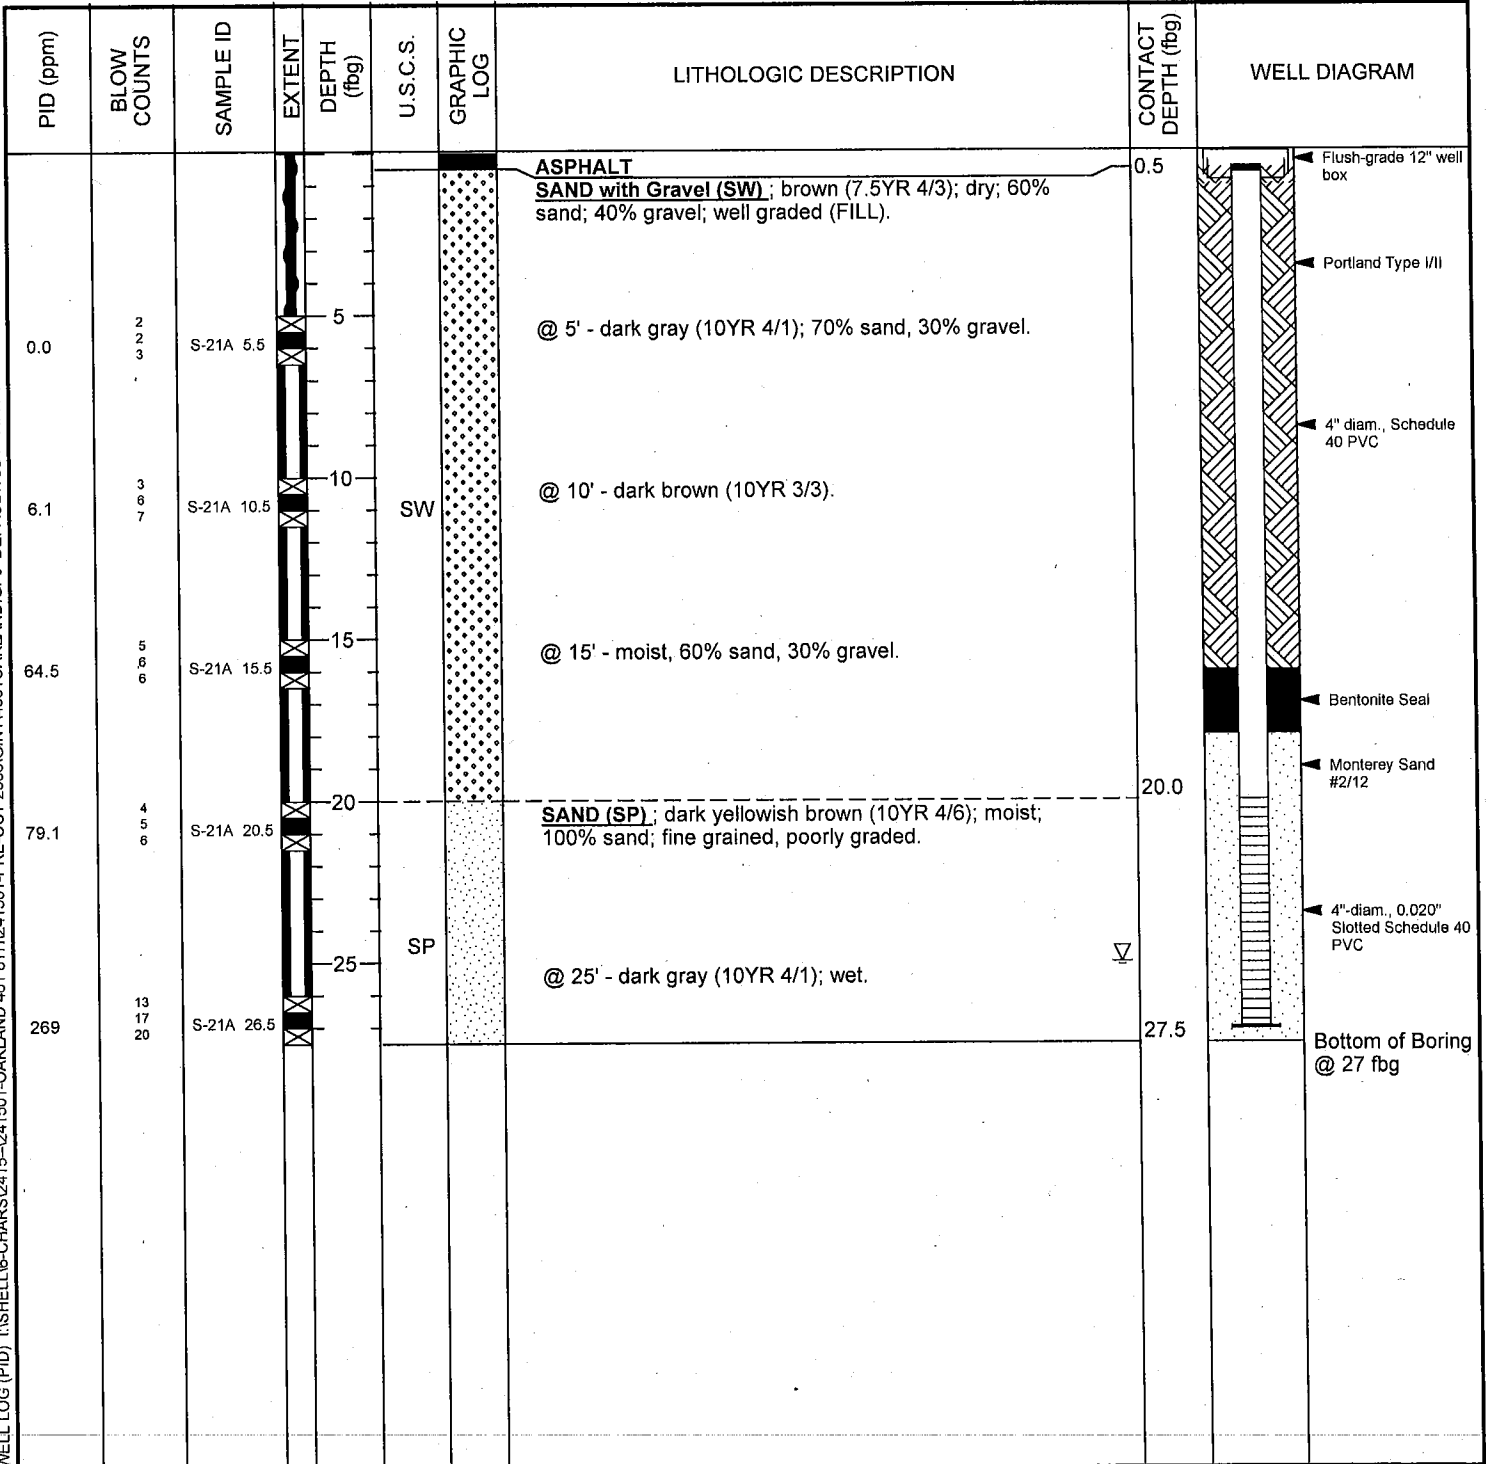 PID (ppm)
BLOW
COUNTS
SAMPLE ID
EXTENT
DEPTH
(fbg)
U.S.C.S.
GRAPHIC
LOG
LITHOLOGIC DESCRIPTION
CONTACT
DEPTH (fbg)
WELL DIAGRAM
ASPHALT
0.5
SAND with Gravel (SW) ; brown (7.5YR 4/3); dry; 60%
sand; 40% gravel; well graded (FILL).
Flush-grade 12" well
box
Portland Type I/II
0.0
2
2
3
S-21A 5.5
5
@ 5' - dark gray (10YR 4/1); 70% sand, 30% gravel.
4" diam., Schedule
40 PVC
6.1
3
6
7
S-21A 10.5
10
SW
@ 10' - dark brown (10YR 3/3).
64.5
5
6
6
S-21A 15.5
15
@ 15' - moist, 60% sand, 30% gravel.
Bentonite Seal
Monterey Sand
#2/12
79.1
4
5
6
S-21A 20.5
20
20.0
SAND (SP) ; dark yellowish brown (10YR 4/6); moist;
100% sand; fine grained, poorly graded.
4"-diam., 0.020"
Slotted Schedule 40
PVC
SP
25
@ 25' - dark gray (10YR 4/1); wet.
269
13
17
20
S-21A 26.5
27.5
Bottom of Boring
@ 27 fbg
WELL LOG (PID)